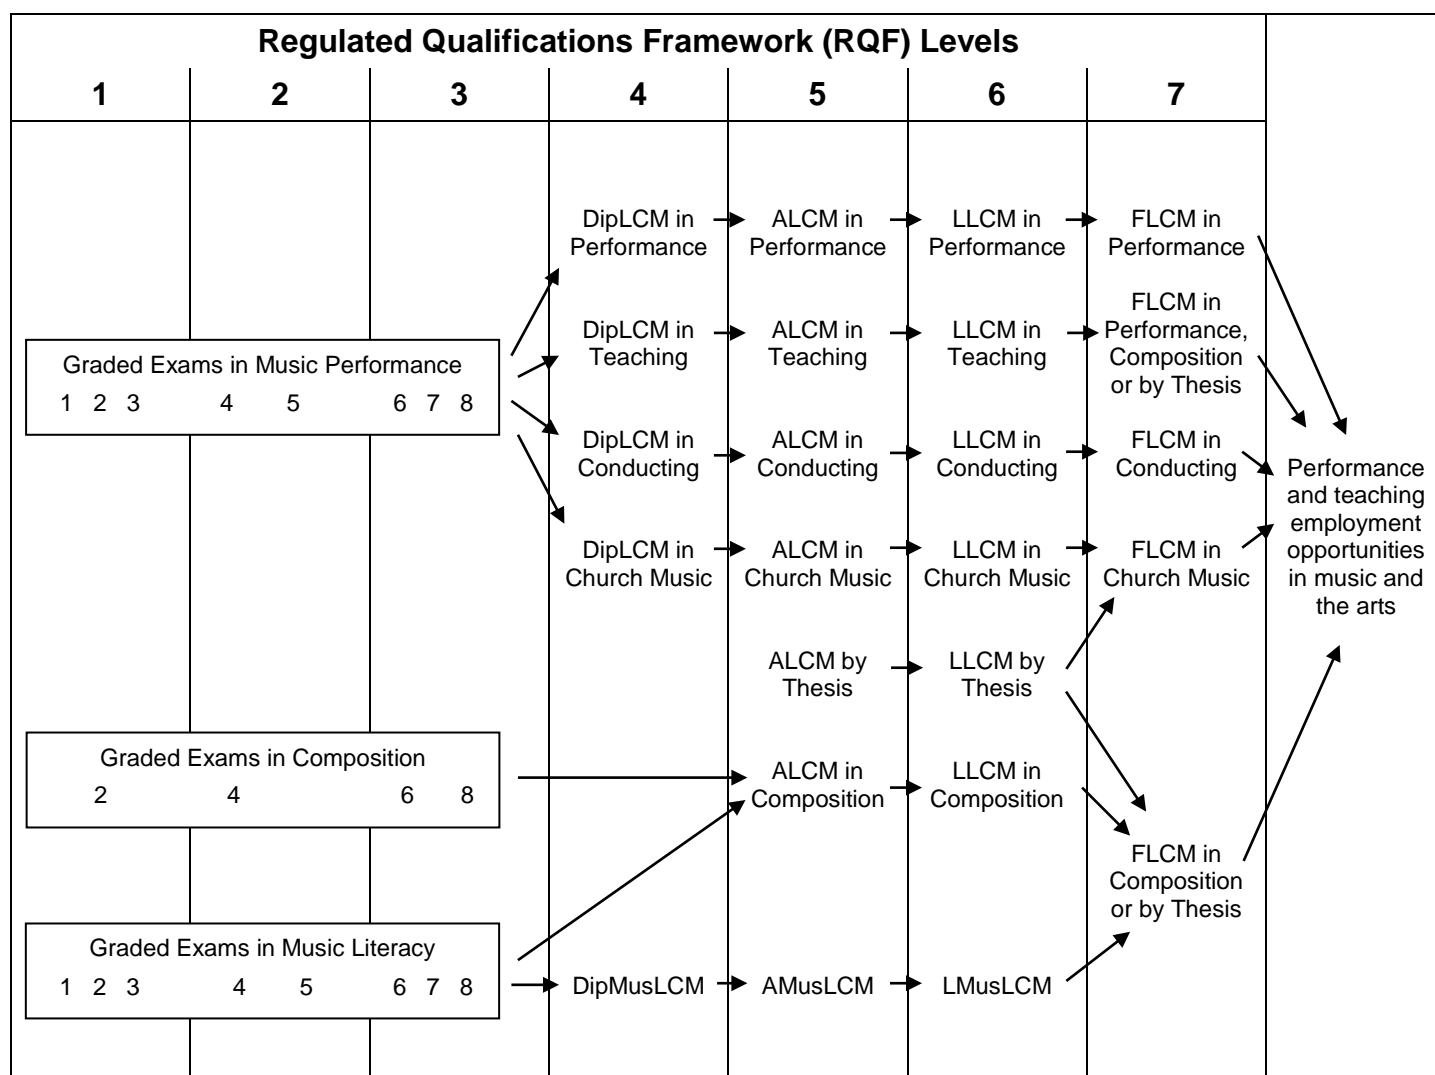 Regulated Qualifications Framework (RQF) Levels
1 2 3 4 5 6 7
DipLCM in
Performance
ALCM in
Performance
LLCM in
Performance
FLCM in
Performance
Graded Exams in Music Performance
1 2 3 4 5 6 7 8
DipLCM in
Teaching
ALCM in
Teaching
LLCM in
Teaching
FLCM in
Performance,
Composition
or by Thesis
DipLCM in
Conducting
ALCM in
Conducting
LLCM in
Conducting
FLCM in
Conducting
DipLCM in
Church Music
ALCM in
Church Music
LLCM in
Church Music
FLCM in
Church Music
Performance
and teaching
employment
opportunities
in music and
the arts
ALCM by
Thesis
LLCM by
Thesis
Graded Exams in Composition
2 4 6 8
ALCM in
Composition
LLCM in
Composition
FLCM in
Composition
or by Thesis
Graded Exams in Music Literacy
1 2 3 4 5 6 7 8
DipMusLCM
AMusLCM
LMusLCM